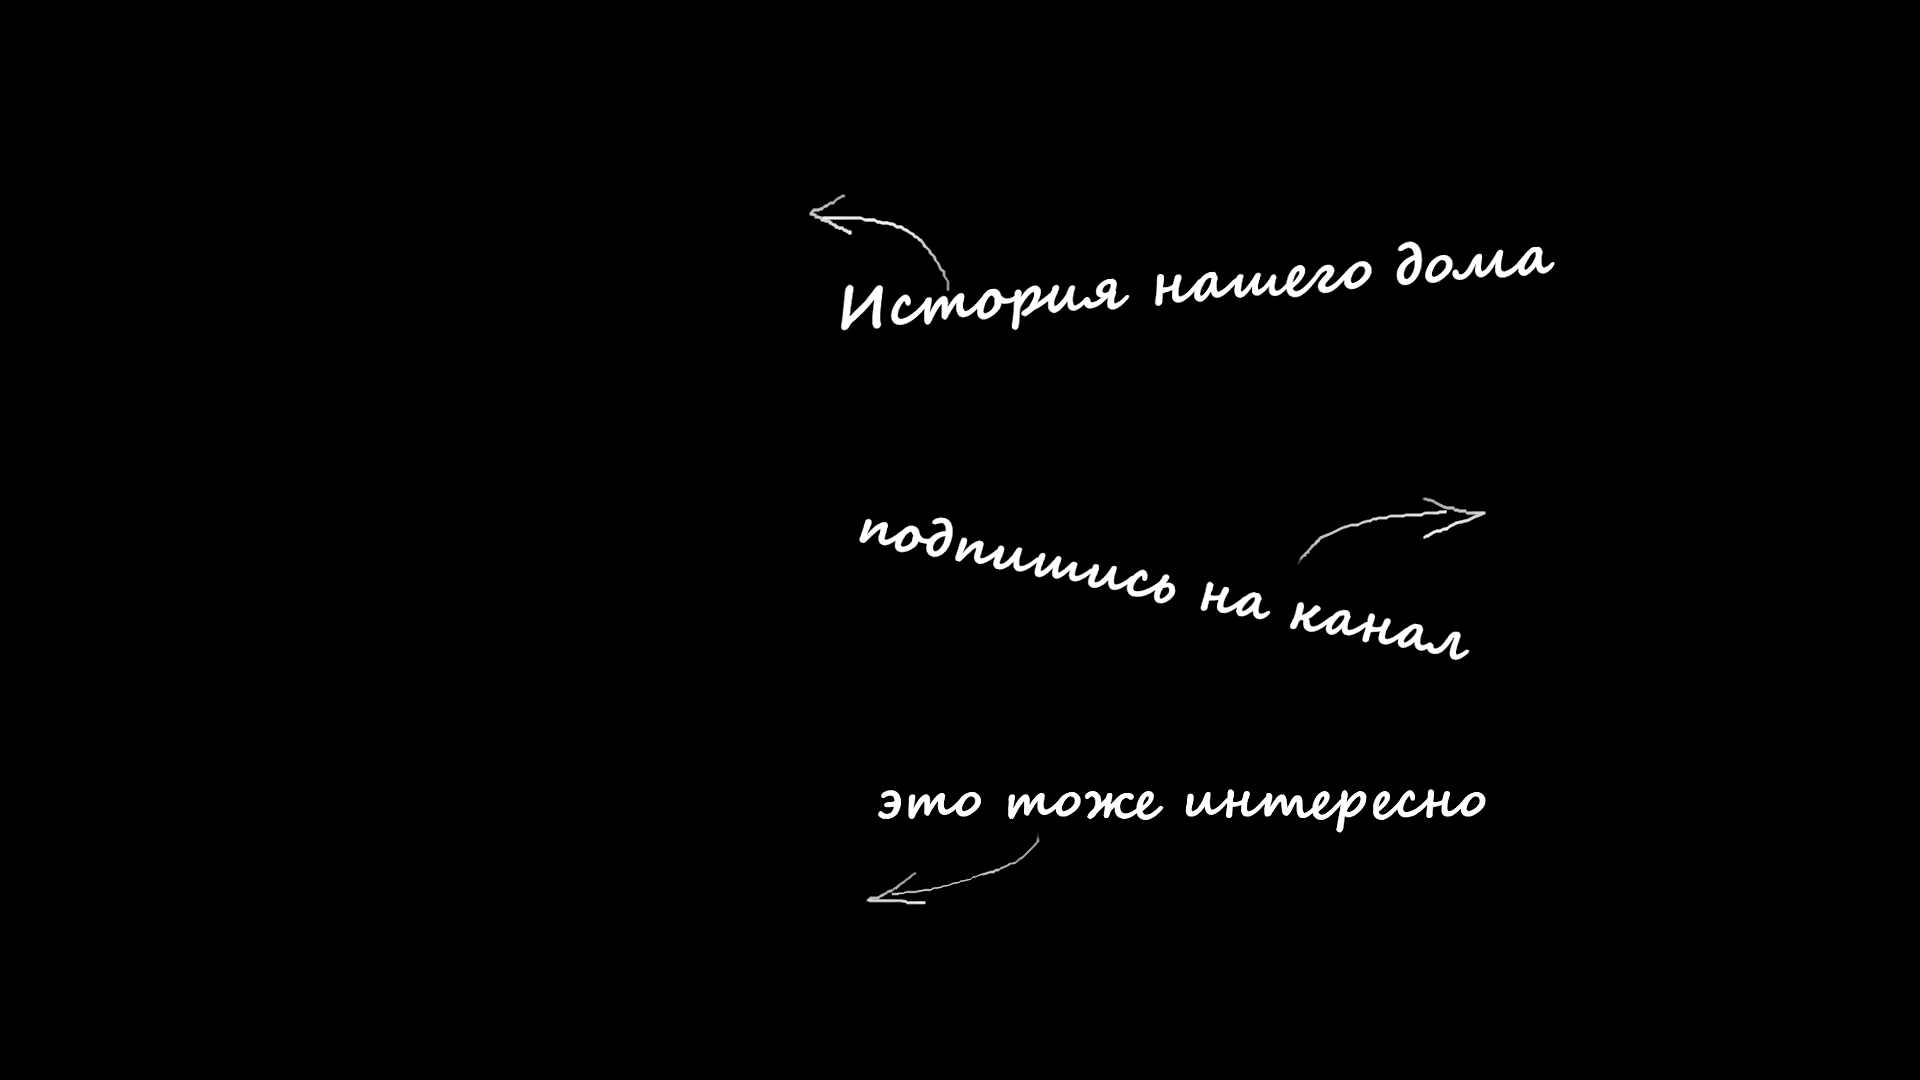 История нашего дома
подпишись на канал
это тоже интересно